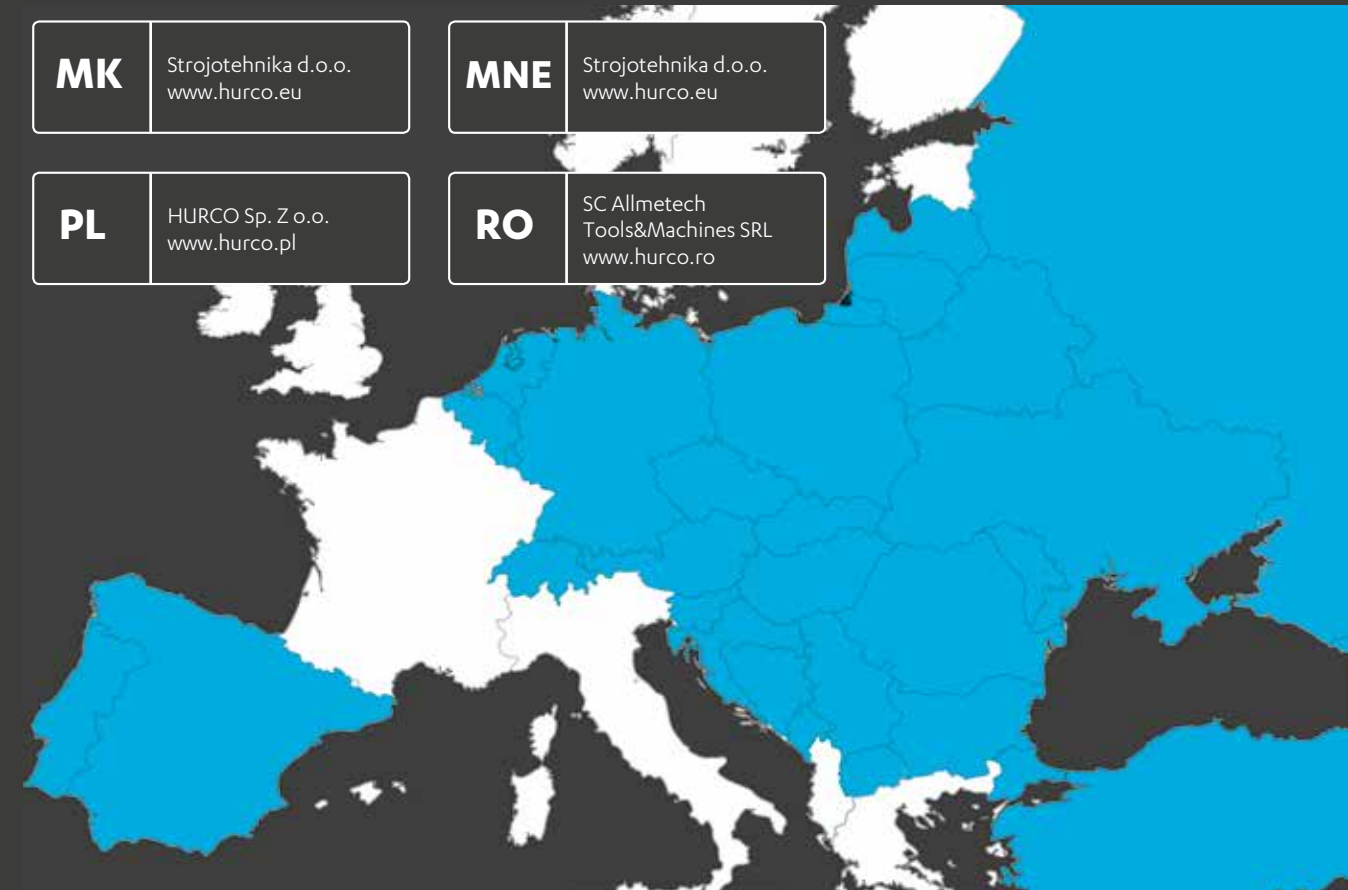 MK
Strojotehnika d.o.o.
www.hurco.eu
MNE
Strojotehnika d.o.o.
www.hurco.eu
PL
HURCO Sp. Z o.o.
www.hurco.pl
RO
SC Allmetech
Tools&Machines SRL
www.hurco.ro